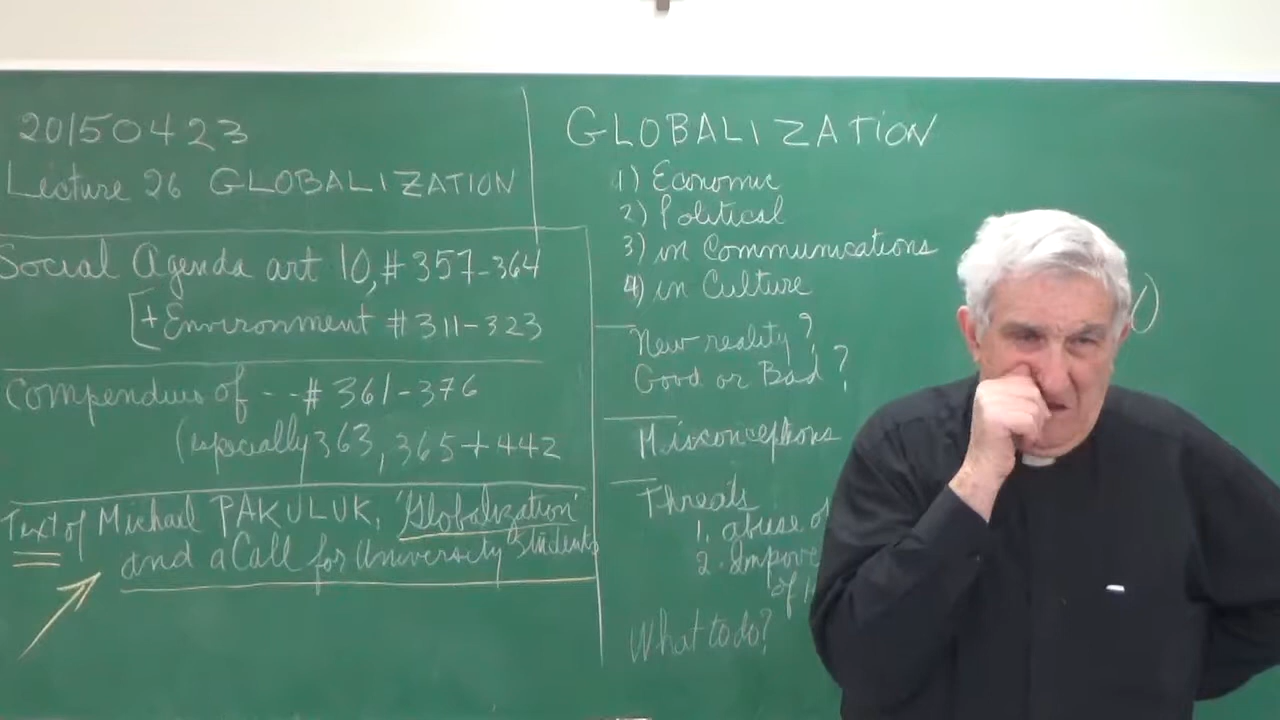 20150423
Lecture 26 GLOBALIZATION
Social Agenda art 10, # 357-364
[+Environment # 311-323
Compendium of -- # 361-376
(especially 363, 365 + 442
Text of Michael PAKULUK, 'Globalization'
and a Call for University Students
GLOBALIZATION
1) Economic
2) Political
3) in Communications
4) in Culture
New reality?
Good or Bad?
Misconceptions
Threats
1. abuse of
2. Impove
of
What to do?